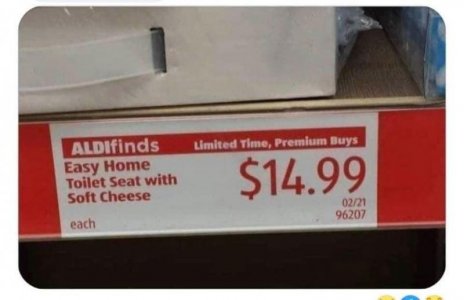 ALDIfinds
Limited Time, Premium Buys
Easy Home
Toilet Seat with
Soft Cheese
each
$14.99
02/21
96207